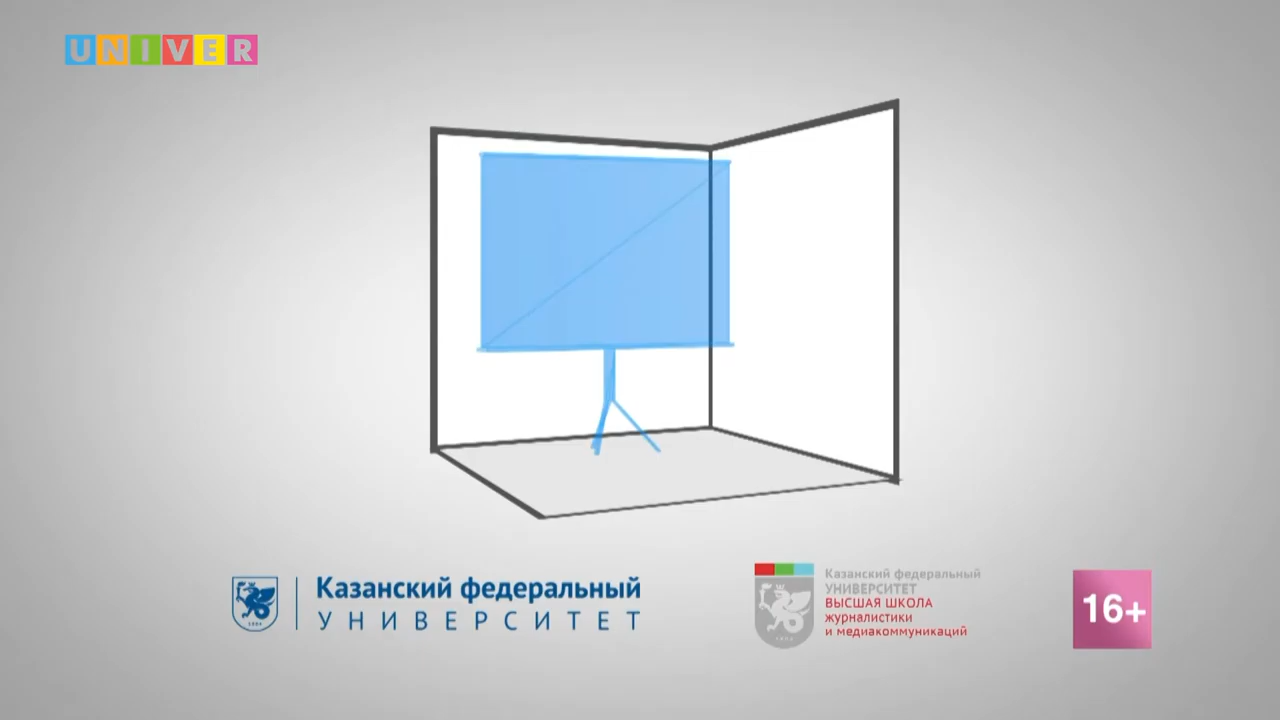 UNIVER
Казанский федеральный
УНИВЕРСИТЕТ
Казанский федеральный
УНИВЕРСИТЕТ
ВЫСШАЯ ШКОЛА
журналистики
и медиакоммуникаций
16+